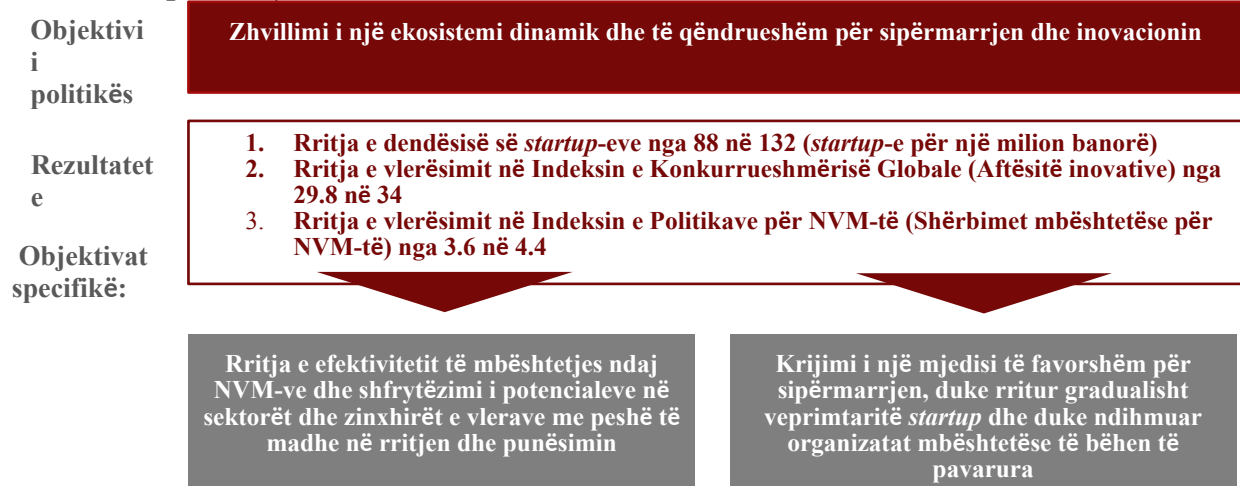 Objektivi
i
politikës
Zhvillimi i një ekosistemi dinamik dhe të qëndrueshëm për sipërmarrjen dhe inovacionin
Rezultatet
e
Objektivat
specifikë:
1. Rritja e dendësisë së startup-eve nga 88 në 132 (startup-e për një milion banorë)
2. Rritja e vlerësimit në Indeksin e Konkurrueshmërisë Globale (Aftësitë inovative) nga
29.8 në 34
3. Rritja e vlerësimit në Indeksin e Politikave për NVM-të (Shërbimet mbështetëse për
NVM-të) nga 3.6 në 4.4
Rritja e efektivitetit të mbështetjes ndaj
NVM-ve dhe shfrytëzimi i potencialeve në
sektorët dhe zinxhirët e vlerave me peshë të
madhe në rritjen dhe punësimin
Krijimi i një mjedisi të favorshëm për
sipërmarrjen, duke rritur gradualisht
veprimtaritë startup dhe duke ndihmuar
organizatat mbështetëse të bëhen të
pavarura